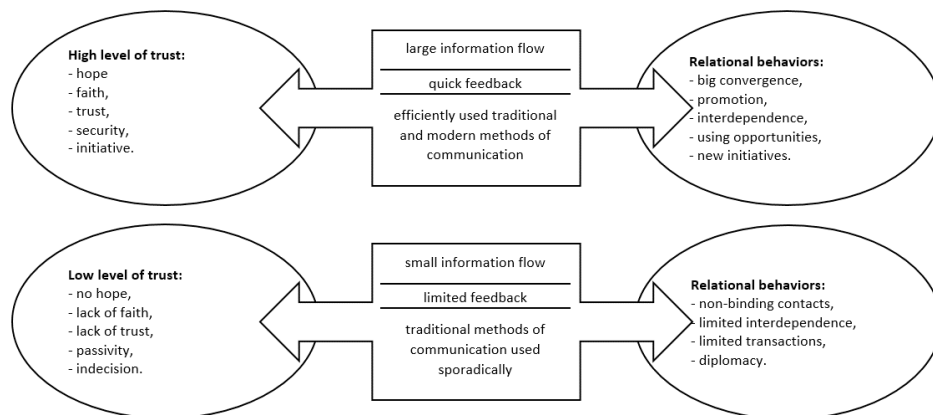 High level of trust:
- hope
- faith,
- trust,
- security,
- initiative.
large information flow
quick feedback
efficiently used traditional
and modern methods of
communication
Relational behaviors:
- big convergence,
- promotion,
- interdependence,
- using opportunities,
- new initiatives.
Low level of trust:
- no hope,
- lack of faith,
- lack of trust,
- passivity,
- indecision.
small information flow
limited feedback
traditional methods of
communication used
sporadically
Relational behaviors:
- non-binding contacts,
- limited interdependence,
- limited transactions,
- diplomacy.